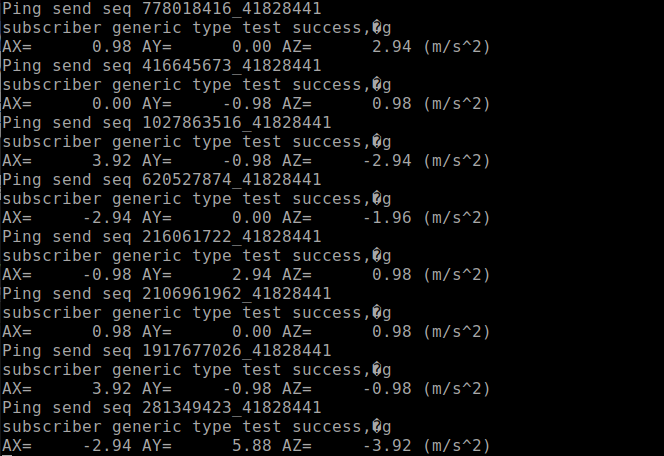 Ping send seq 778018416_41828441
subscriber generic type test success,�g
AX=     0.98 AY=     0.00 AZ=      2.94 (m/s^2)
Ping send seq 416645673_41828441
subscriber generic type test success,�g
AX=     0.00 AY=     -0.98 AZ=      0.98 (m/s^2)
Ping send seq 1027863516_41828441
subscriber generic type test success,�g
AX=     3.92 AY=     -0.98 AZ=     -2.94 (m/s^2)
Ping send seq 620527874_41828441
subscriber generic type test success,�g
AX=     -2.94 AY=     0.00 AZ=     -1.96 (m/s^2)
Ping send seq 216061722_41828441
subscriber generic type test success,�g
AX=     -0.98 AY=      2.94 AZ=      0.98 (m/s^2)
Ping send seq 2106961962_41828441
subscriber generic type test success,�g
AX=     0.98 AY=     0.00 AZ=      0.98 (m/s^2)
Ping send seq 1917677026_41828441
subscriber generic type test success,�g
AX=     3.92 AY=     -0.98 AZ=     -0.98 (m/s^2)
Ping send seq 281349423_41828441
subscriber generic type test success,�g
AX=     -2.94 AY=      5.88 AZ=     -3.92 (m/s^2)